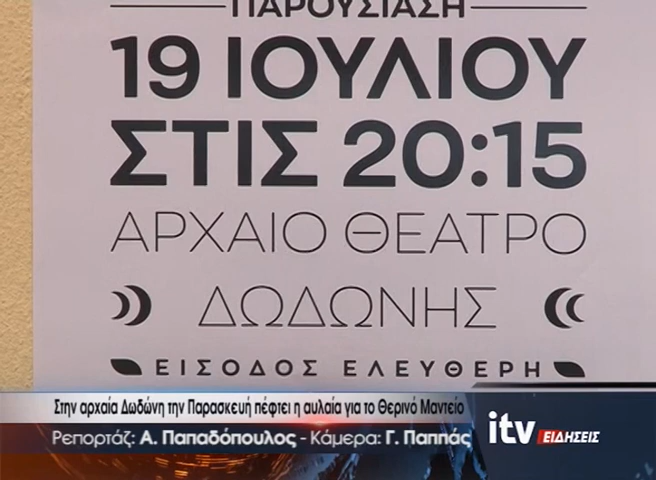 ΠΑΡΟΥΣΙΑΣΗ
19 ΙΟΥΛΙΟΥ
ΣΤΙΣ 20:15
ΑΡΧΑΙΟ ΘΕΑΤΡΟ
ΔΩΔΩΝΗΣ
ΕΙΣΟΔΟΣ ΕΛΕΥΘΕΡΗ
Στην αρχαία Δωδώνη την Παρασκευή πέφτει η αυλαία για το Θερινό Μαντείο
Ρεπορτάζ: Α. Παπαδόπουλος - Κάμερα: Γ. Παππάς
itv ΕΙΔΗΣΕΙΣ